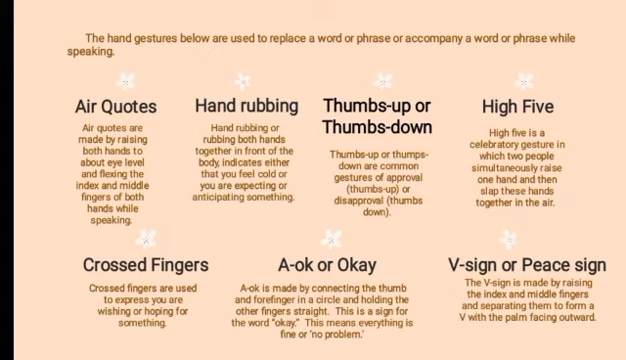 The hand gestures below are used to replace a word or phrase or accompany a word or phrase while
speaking.
Air Quotes
Air quotes are
made by raising
both hands to
about eye level
and flexing the
index and middle
fingers of both
hands while
speaking.
Hand rubbing
Hand rubbing or
rubbing both hands
together in front of the
body, indicates either
that you feel cold or
you are expecting or
anticipating something.
Thumbs-up or
Thumbs-down
Thumbs-up or thumps-
down are common
gestures of approval
(thumbs-up) or
disapproval (thumbs
down).
High Five
High five is a
celebratory gesture in
which two people
simultaneously raise
one hand and then
slap these hands
together in the air.
Crossed Fingers
Crossed fingers are used
to express you are
wishing or hoping for
something.
A-ok or Okay
A-ok is made by connecting the thumb
and forefinger in a circle and holding the
other fingers straight. This is a sign for
the word “okay.” This means everything is
fine or ‘no problem.’
V-sign or Peace sign
The V-sign is made by raising
the index and middle fingers
and separating them to form a
V with the palm facing outward.